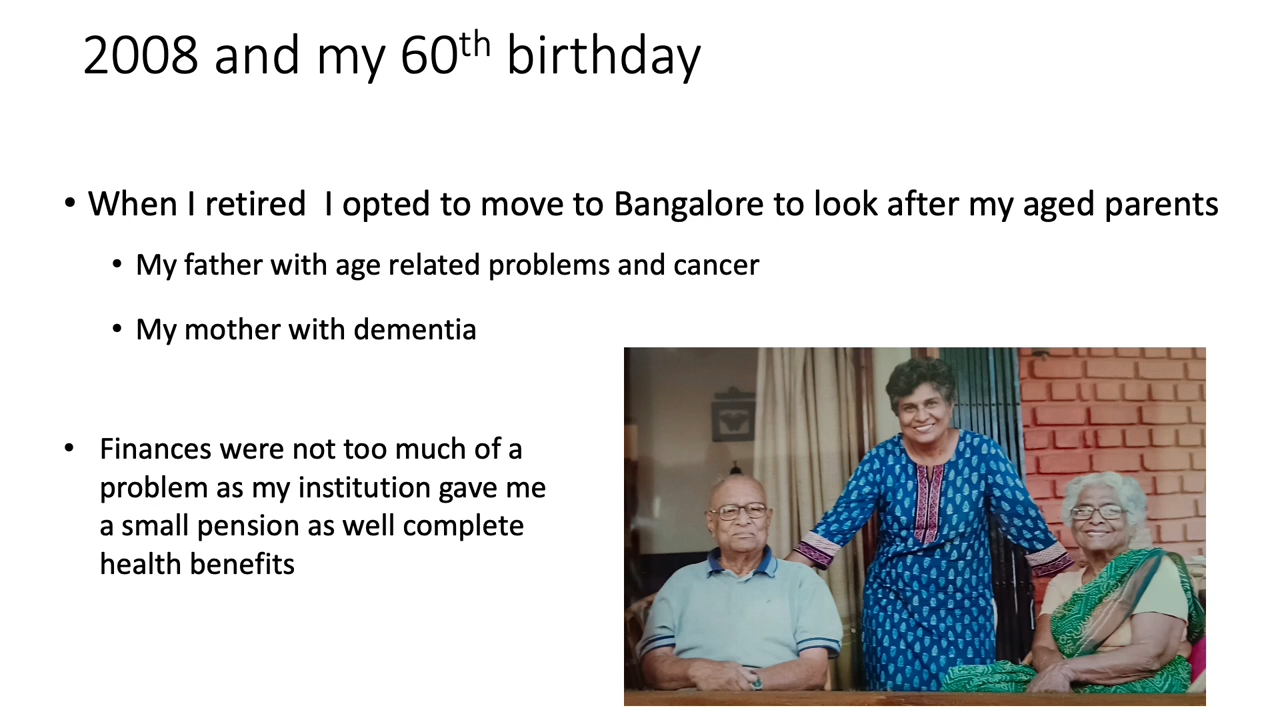 2008 and my 60th birthday
• When I retired  I opted to move to Bangalore to look after my aged parents
• My father with age related problems and cancer
• My mother with dementia
• Finances were not too much of a
problem as my institution gave me
a small pension as well complete
health benefits